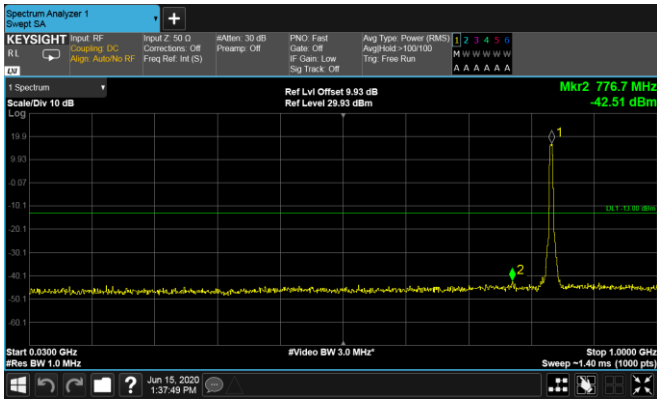 Spectrum Analyzer 1
Swept SA
+
KEYSIGHT Input: RF
RL Coupling: DC
Align: Auto/No RF
LXI
Input Z: 50 Ω
Corrections: Off
Freq Ref: Int (S)
#Atten: 30 dB
Preamp: Off
PNO: Fast
Gate: Off
IF Gain: Low
Sig Track: Off
Avg Type: Power (RMS)
Avg|Hold:>100/100
Trig: Free Run
1 2 3 4 5 6
M W W W W W
A A A A A A
1 Spectrum
Scale/Div 10 dB
Log
Ref Lvl Offset 9.93 dB
Ref Level 29.93 dBm
Mkr2 776.7 MHz
-42.51 dBm
19.9
9.93
-0.07
-10.1
-20.1
-30.1
-40.1
-50.1
-60.1
1
DL1 -13.00 dBm
2
Start 0.0300 GHz
#Res BW 1.0 MHz
#Video BW 3.0 MHz*
Stop 1.0000 GHz
Sweep ~1.40 ms (1000 pts)
?
Jun 15, 2020
1:37:49 PM